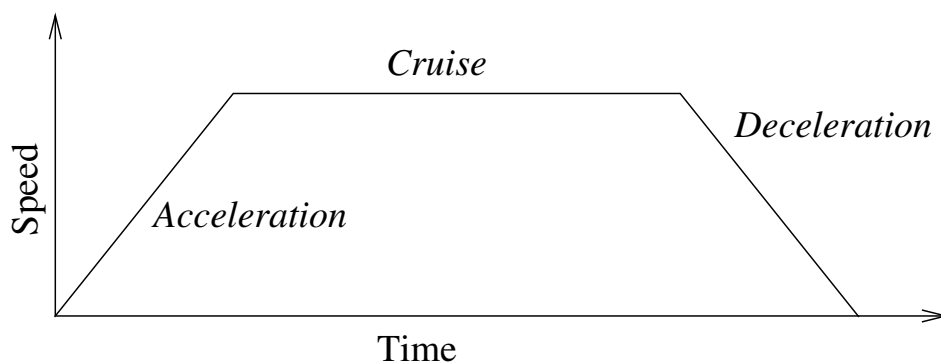 Cruise
Deceleration
Acceleration
Speed
Time